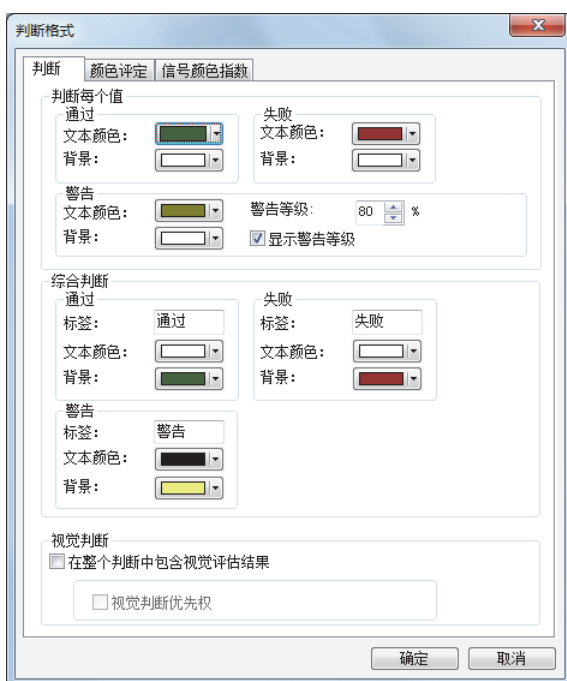 判断格式
判断 颜色评定 信号颜色指数
判断每个值
通过 失败
文本颜色： 文本颜色：
背景： 背景：
警告
文本颜色： 警告等级： 80 %
背景： 显示警告等级
综合判断
通过 失败
标签： 通过 标签： 失败
文本颜色： 文本颜色：
背景： 背景：
警告
标签： 警告
文本颜色：
背景：
视觉判断
在整个判断中包含视觉评估结果
视觉判断优先权
确定 取消